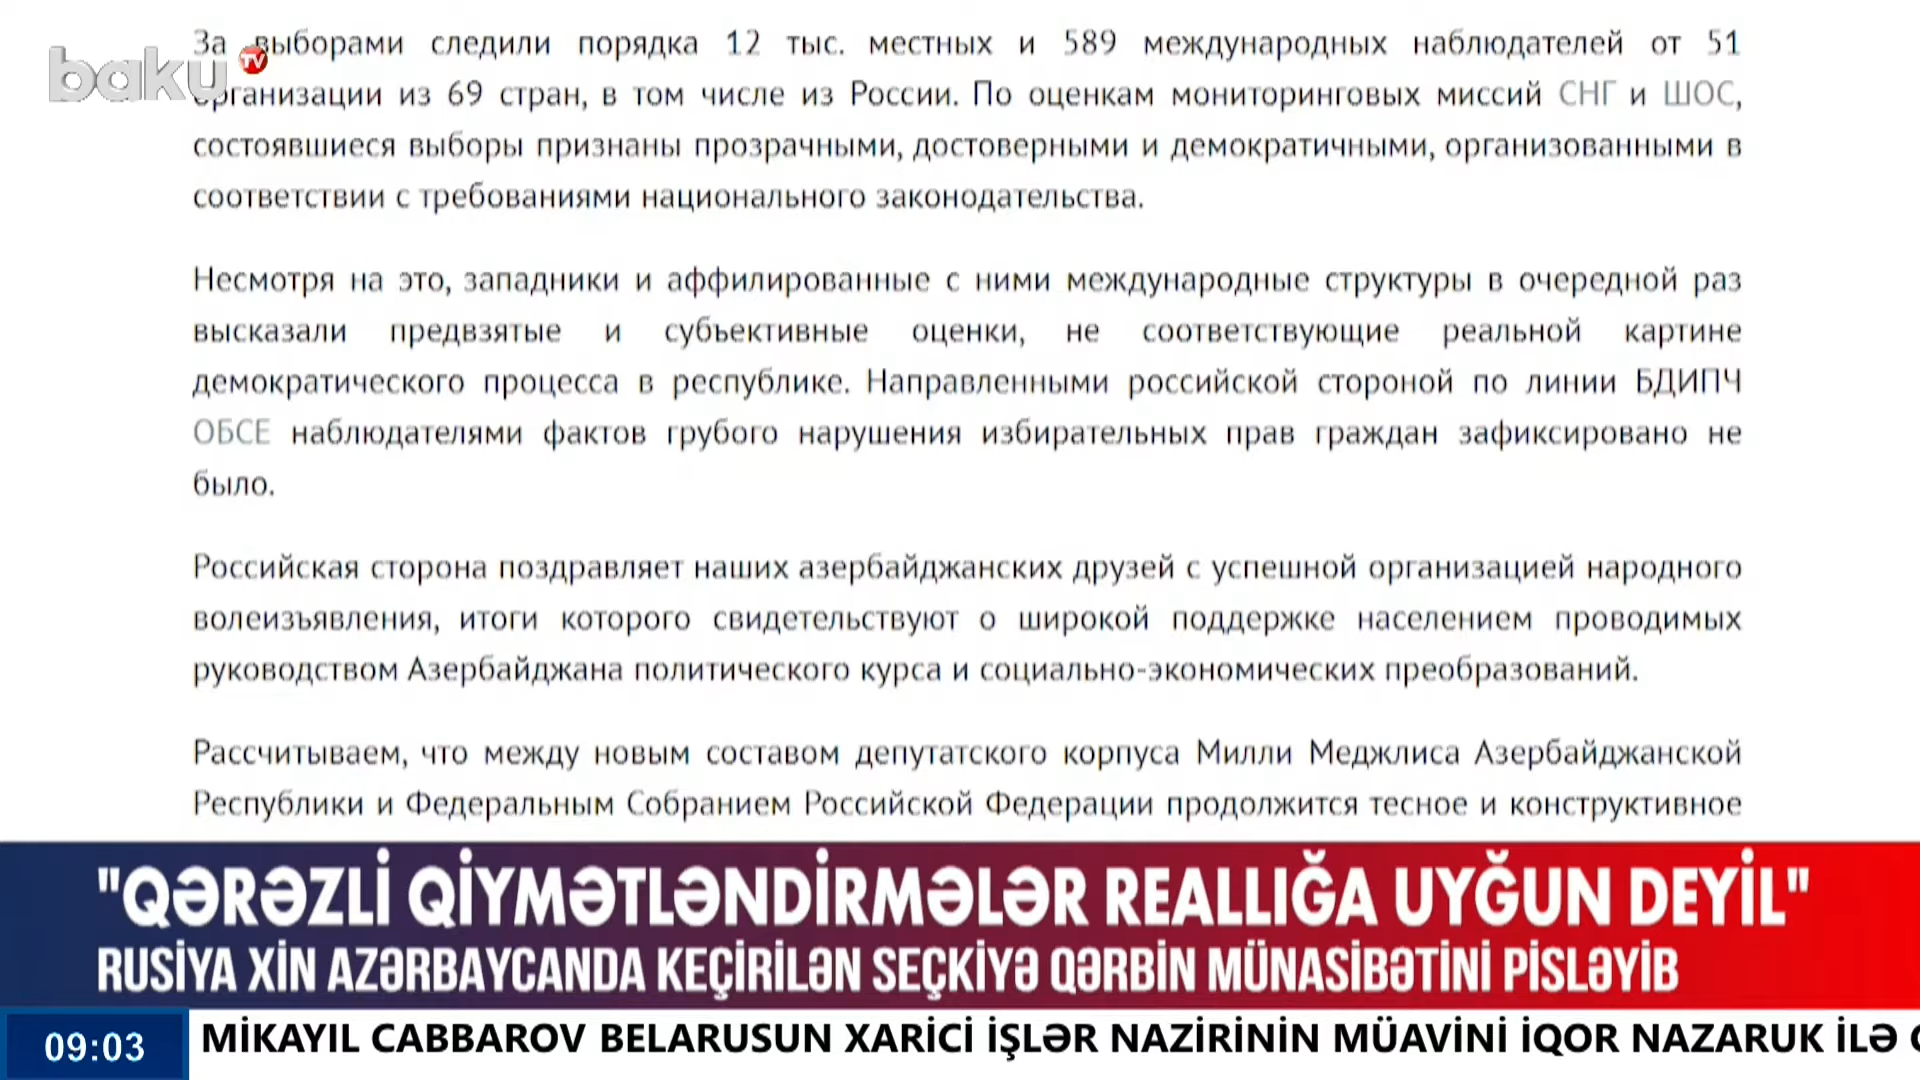 За выборами следили порядка 12 тыс. местных и 589 международных наблюдателей от 51
baku TV
организации из 69 стран, в том числе из России. По оценкам мониторинговых миссий СНГ и ШОС,
состоявшиеся выборы признаны прозрачными, достоверными и демократичными, организованными в
соответствии с требованиями национального законодательства.
Несмотря на это, западники и аффилированные с ними международные структуры в очередной раз
высказали предвзятые и субъективные оценки, не соответствующие реальной картине
демократического процесса в республике. Направленными российской стороной по линии БДИПЧ
ОБСЕ наблюдателями фактов грубого нарушения избирательных прав граждан зафиксировано не
было.
Российская сторона поздравляет наших азербайджанских друзей с успешной организацией народного
волеизъявления, итоги которого свидетельствуют о широкой поддержке населением проводимых
руководством Азербайджана политического курса и социально-экономических преобразований.
Рассчитываем, что между новым составом депутатского корпуса Милли Меджлиса Азербайджанской
Республики и Федеральным Собранием Российской Федерации продолжится тесное и конструктивное
"QƏRƏZLİ QİYMƏTLƏNDİRMƏLƏR REALLIĞA UYĞUN DEYİL"
RUSİYA XİN AZƏRBAYCANDA KEÇİRİLƏN SEÇKİYƏ QƏRBİN MÜNASİBƏTİNİ PİSLƏYİB
09:03 MİKAYIL CABBAROV BELARUSUN XARİCİ İŞLƏR NAZİRİNİN MÜAVİNİ İQOR NAZARUK İLƏ